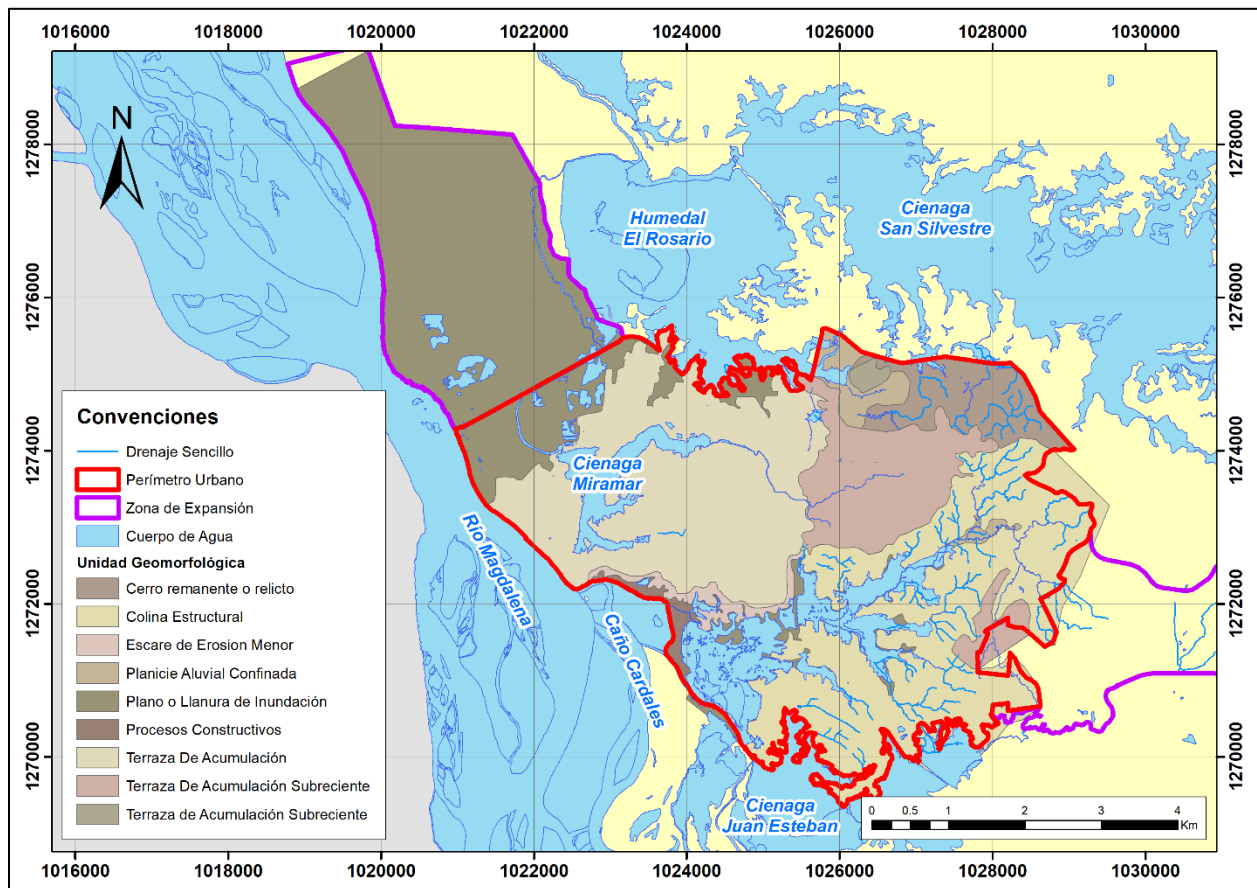 1016000 1018000 1020000 1022000 1024000 1026000 1028000 1030000
1278000 1278000
N
Humedal
El Rosario
Cienaga
San Silvestre
1276000 1276000
Convenciones
Drenaje Sencillo
Perímetro Urbano
Zona de Expansión
Cuerpo de Agua
Unidad Geomorfológica
Cerro remanente o relicto
Colina Estructural
Escare de Erosion Menor
Planicie Aluvial Confinada
Plano o Llanura de Inundación
Procesos Constructivos
Terraza De Acumulación
Terraza De Acumulación Subreciente
Terraza de Acumulación Subreciente
1274000 1274000
Cienaga
Miramar
Río Magdalena
1272000 1272000
Caño Cardales
1270000 1270000
Cienaga
Juan Esteban
0 0.5 1 2 3 4
Km
1016000 1018000 1020000 1022000 1024000 1026000 1028000 1030000